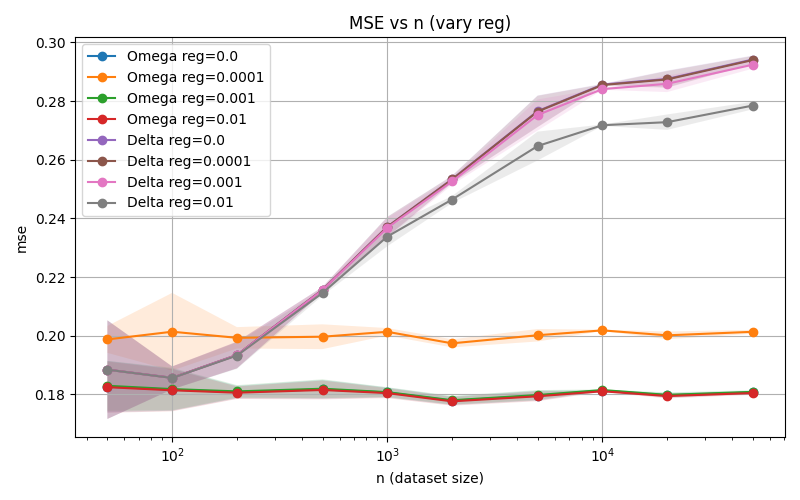 MSE vs n (vary reg)
mse
0.30
0.28
0.26
0.24
0.22
0.20
0.18
Omega reg=0.0
Omega reg=0.0001
Omega reg=0.001
Omega reg=0.01
Delta reg=0.0
Delta reg=0.0001
Delta reg=0.001
Delta reg=0.01
10² 10³ 10⁴
n (dataset size)